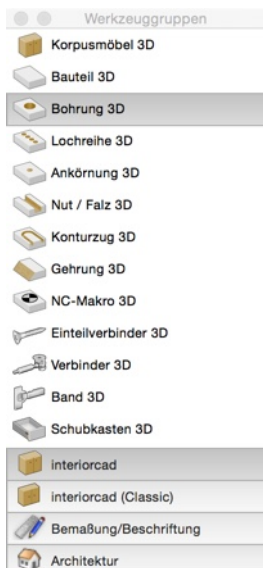 Werkzeuggruppen
Korpusmöbel 3D
Bauteil 3D
Bohrung 3D
Lochreihe 3D
Ankörnung 3D
Nut / Falz 3D
Konturzug 3D
Gehrung 3D
NC-Makro 3D
Einteilverbinder 3D
Verbinder 3D
Band 3D
Schubkasten 3D
interiorcad
interiorcad (Classic)
Bemaßung/Beschriftung
Architektur